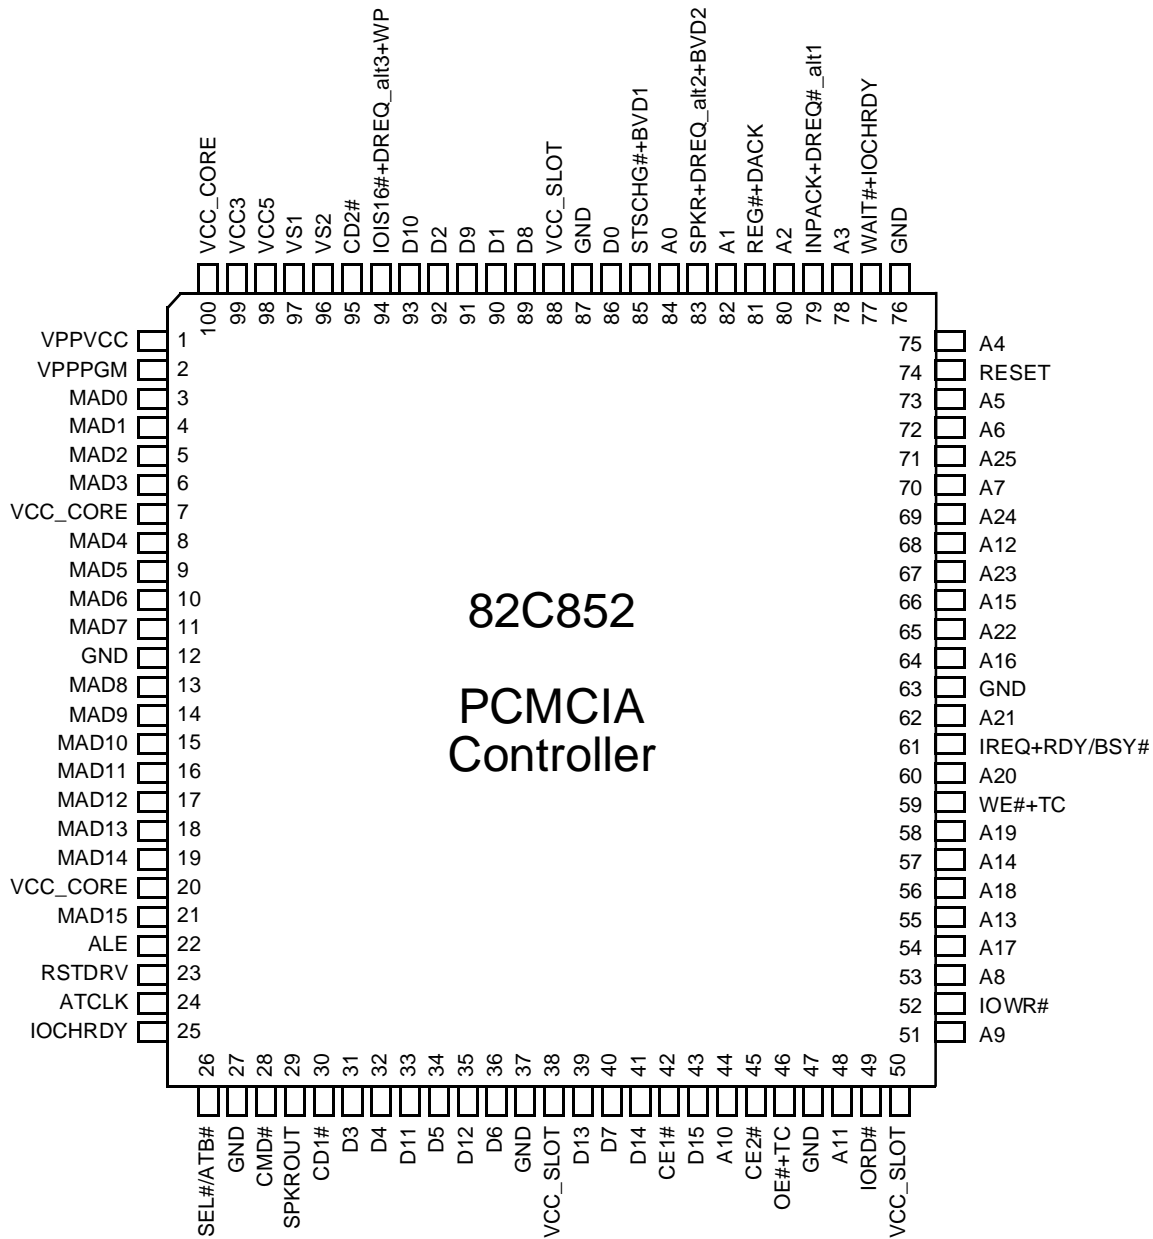 VCC_CORE
VCC3
VCC5
VS1
VS2
CD2#
IOIS16#+DREQ_alt3+WP
D10
D2
D9
D1
D8
VCC_SLOT
GND
D0
STSCHG#+BVD1
A0
SPKR+DREQ_alt2+BVD2
A1
REG#+DACK
A2
INPACK+DREQ#_alt1
A3
WAIT#+IOCHRDY
GND
100
99
98
97
96
95
94
93
92
91
90
89
88
87
86
85
84
83
82
81
80
79
78
77
76
VPPVCC 1
VPPPGM 2
MAD0 3
MAD1 4
MAD2 5
MAD3 6
VCC_CORE 7
MAD4 8
MAD5 9
MAD6 10
MAD7 11
GND 12
MAD8 13
MAD9 14
MAD10 15
MAD11 16
MAD12 17
MAD13 18
MAD14 19
VCC_CORE 20
MAD15 21
ALE 22
RSTDRV 23
ATCLK 24
IOCHRDY 25
82C852
PCMCIA
Controller
75 A4
74 RESET
73 A5
72 A6
71 A25
70 A7
69 A24
68 A12
67 A23
66 A15
65 A22
64 A16
63 GND
62 A21
61 IREQ+RDY/BSY#
60 A20
59 WE#+TC
58 A19
57 A14
56 A18
55 A13
54 A17
53 A8
52 IOWR#
51 A9
26
27
28
29
30
31
32
33
34
35
36
37
38
39
40
41
42
43
44
45
46
47
48
49
50
SEL#/ATB#
GND
CMD#
SPKROUT
CD1#
D3
D4
D11
D5
D12
D6
GND
VCC_SLOT
D13
D7
D14
CE1#
D15
A10
CE2#
OE#+TC
GND
A11
IORD#
VCC_SLOT